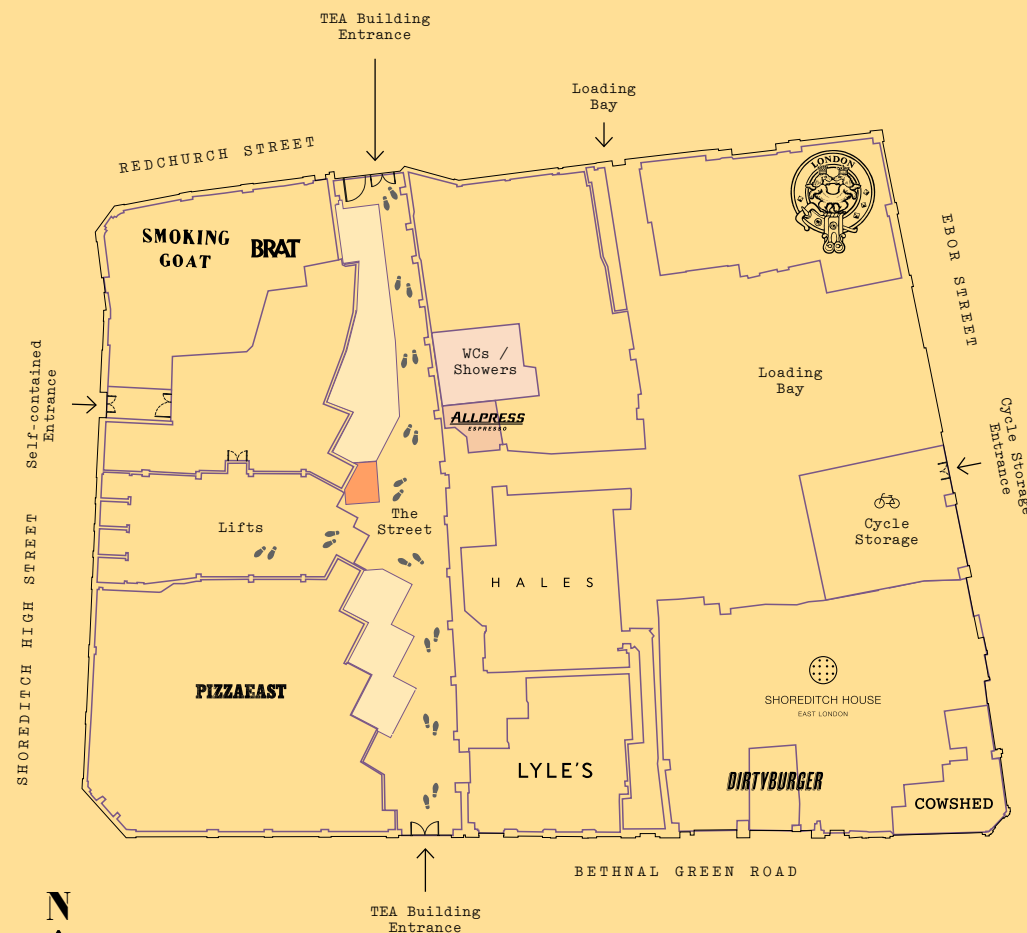 TEA Building
Entrance
Loading
Bay
REDCHURCH STREET
LONDON
SMOKING
GOAT
BRAT
EBOR STREET
WCs /
Showers
Self-contained
Entrance
Loading
Bay
ALLPRESS
ESPRESSO
Cycle Storage
Entrance
The
Street
Lifts
Cycle
Storage
HALES
SHOREDITCH HIGH STREET
PIZZAEAST
SHOREDITCH HOUSE
EAST LONDON
LYLE'S
DIRTYBURGER
COWSHED
BETHNAL GREEN ROAD
N
TEA Building
Entrance